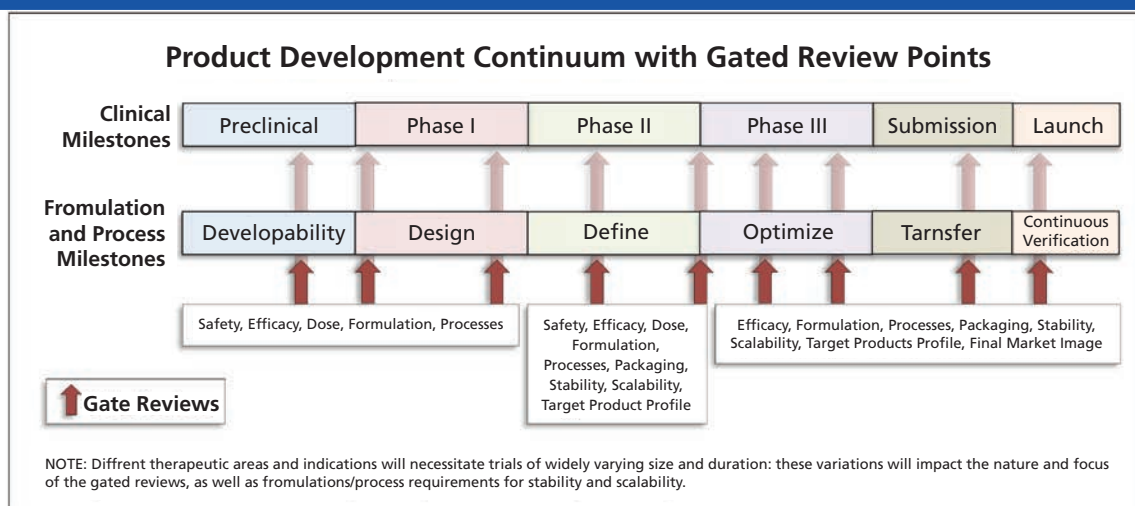 Product Development Continuum with Gated Review Points
Clinical
Milestones
Preclinical
Phase I
Phase II
Phase III
Submission
Launch
Fromulation
and Process
Milestones
Developability
Design
Define
Optimize
Tarnsfer
Continuous
Verification
Safety, Efficacy, Dose, Formulation, Processes
Safety, Efficacy, Dose,
Formulation,
Processes, Packaging,
Stability, Scalability,
Target Product Profile
Efficacy, Formulation, Processes, Packaging, Stability,
Scalability, Target Products Profile, Final Market Image
Gate Reviews
NOTE: Diffrent therapeutic areas and indications will necessitate trials of widely varying size and duration: these variations will impact the nature and focus
of the gated reviews, as well as fromulations/process requirements for stability and scalability.